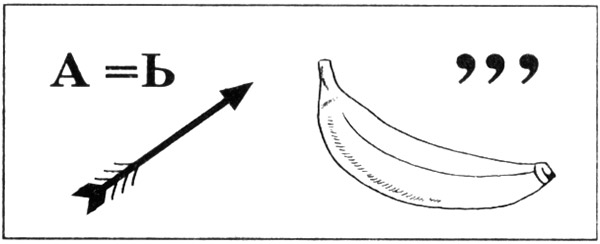 А =Ь ,,,